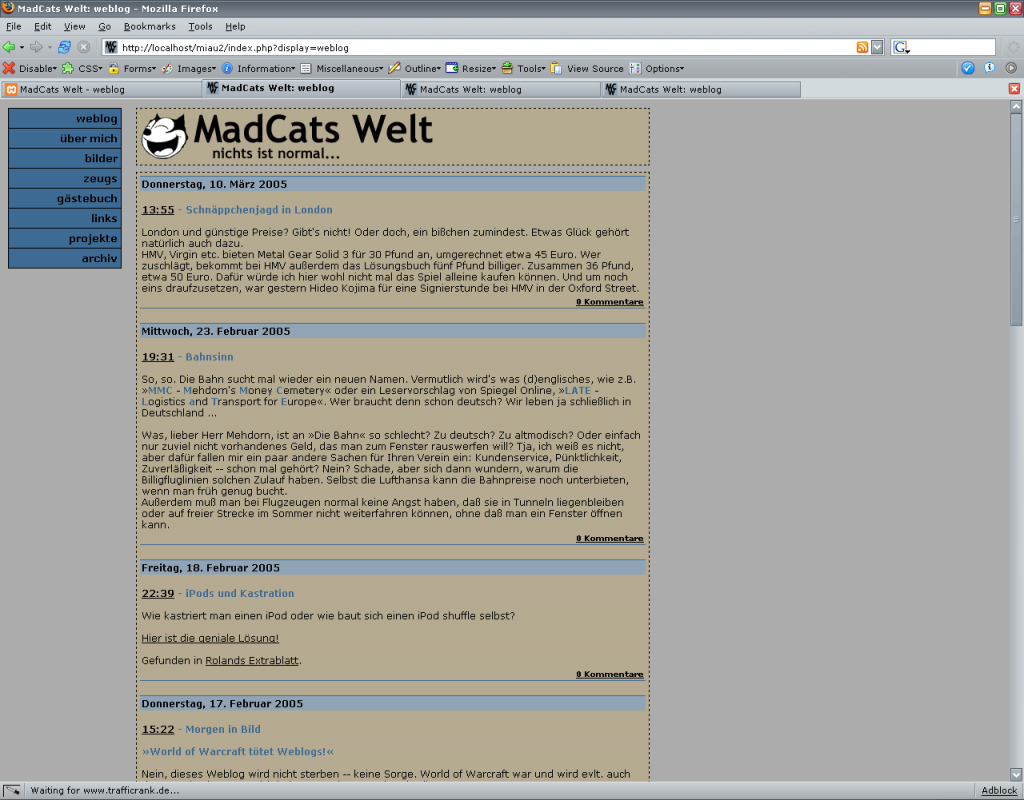 MadCats Welt: weblog - Mozilla Firefox
File Edit View Go Bookmarks Tools Help
http://localhost/miau2/index.php?display=weblog
G
Disable CSS Forms Images Information Miscellaneous Outline Resize Tools View Source Options
MadCats Welt - weblog
MadCats Welt: weblog
MadCats Welt: weblog
MadCats Welt: weblog
weblog
über mich
bilder
zeugs
gästebuch
links
projekte
archiv
MadCats Welt
nichts ist normal...
Donnerstag, 10. März 2005
13:55 - Schnäppchenjagd in London
London und günstige Preise? Gibt's nicht! Oder doch, ein bißchen zumindest. Etwas Glück gehört
natürlich auch dazu.
HMV, Virgin etc. bieten Metal Gear Solid 3 für 30 Pfund an, umgerechnet etwa 45 Euro. Wer
zuschlägt, bekommt bei HMV außerdem das Lösungsbuch fünf Pfund billiger. Zusammen 36 Pfund,
etwa 50 Euro. Dafür würde ich hier wohl nicht mal das Spiel alleine kaufen können. Und um noch
eins draufzusetzen, war gestern Hideo Kojima für eine Signierstunde bei HMV in der Oxford Street.
0 Kommentare
Mittwoch, 23. Februar 2005
19:31 - Bahnsinn
So, so. Die Bahn sucht mal wieder ein neuen Namen. Vermutlich wird's was (d)englisches, wie z.B.
»MMC - Mehdorn's Money Cemetery« oder ein Leservorschlag von Spiegel Online, »LATE -
Logistics and Transport for Europe«. Wer braucht denn schon deutsch? Wir leben ja schließlich in
Deutschland ...
Was, lieber Herr Mehdorn, ist an »Die Bahn« so schlecht? Zu deutsch? Zu altmodisch? Oder einfach
nur zuviel nicht vorhandenes Geld, das man zum Fenster rauswerfen will? Tja, ich weiß es nicht,
aber dafür fallen mir ein paar andere Sachen für Ihren Verein ein: Kundenservice, Pünktlichkeit,
Zuverläßigkeit -- schon mal gehört? Nein? Schade, aber sich dann wundern, warum die
Billigfluglinien solchen Zulauf haben. Selbst die Lufthansa kann die Bahnpreise noch unterbieten,
wenn man früh genug bucht.
Außerdem muß man bei Flugzeugen normal keine Angst haben, daß sie in Tunneln liegenbleiben
oder auf freier Strecke im Sommer nicht weiterfahren können, ohne daß man ein Fenster öffnen
kann.
0 Kommentare
Freitag, 18. Februar 2005
22:39 - iPods und Kastration
Wie kastriert man einen iPod oder wie baut sich einen iPod shuffle selbst?
Hier ist die geniale Lösung!
Gefunden in Rolands Extrablatt.
0 Kommentare
Donnerstag, 17. Februar 2005
15:22 - Morgen in Bild
»World of Warcraft tötet Weblogs!«
Nein, dieses Weblog wird nicht sterben -- keine Sorge. World of Warcraft war und wird evlt. auch
Waiting for www.trafficrank.de...
Adblock